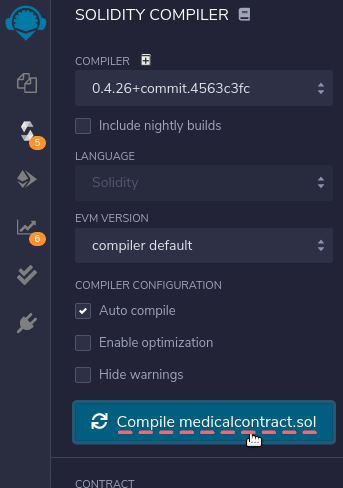 SOLIDITY COMPILER
COMPILER
0.4.26+commit.4563c3fc
Include nightly builds
5
LANGUAGE
Solidity
EVM VERSION
compiler default
6
COMPILER CONFIGURATION
Auto compile
Enable optimization
Hide warnings
Compile medicalcontract.sol
CONTRACT